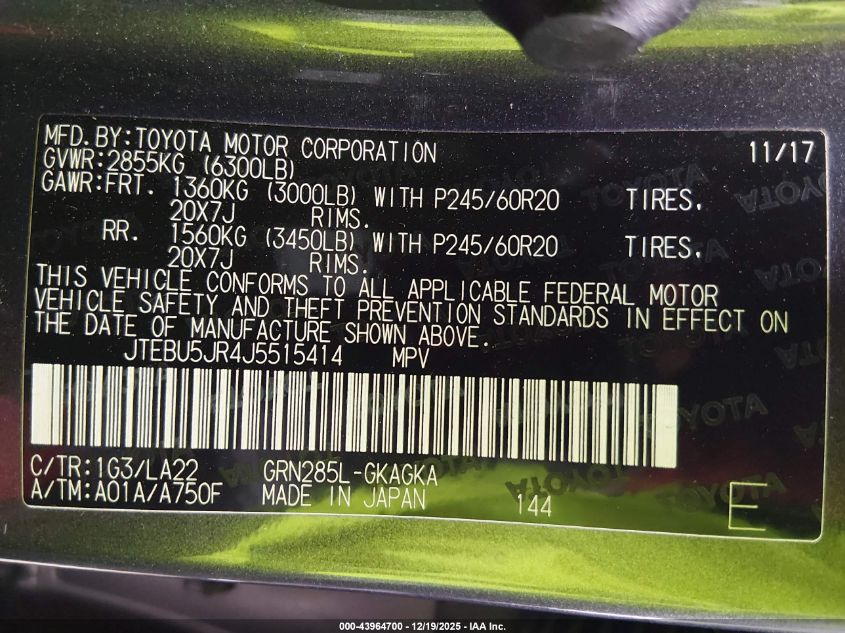 MFD.BY:TOYOTA MOTOR CORPORATION 11/17
GVWR:2855KG (6300LB)
GAWR:FRT. 1360KG (3000LB) WITH P245/60R20 TIRES.
20X7J RIMS.
RR. 1560KG (3450LB) WITH P245/60R20 TIRES.
20X7J RIMS.
THIS VEHICLE CONFORMS TO ALL APPLICABLE FEDERAL MOTOR
VEHICLE SAFETY AND THEFT PREVENTION STANDARDS IN EFFECT ON
THE DATE OF MANUFACTURE SHOWN ABOVE.
JTEBU5JR4J5515414 MPV
C/TR:1G3/LA22 GRN285L-GKAGKA
A/TM:A01A/A750F MADE IN JAPAN 144 E
000-43964700 - 12/19/2025 - IAA Inc.